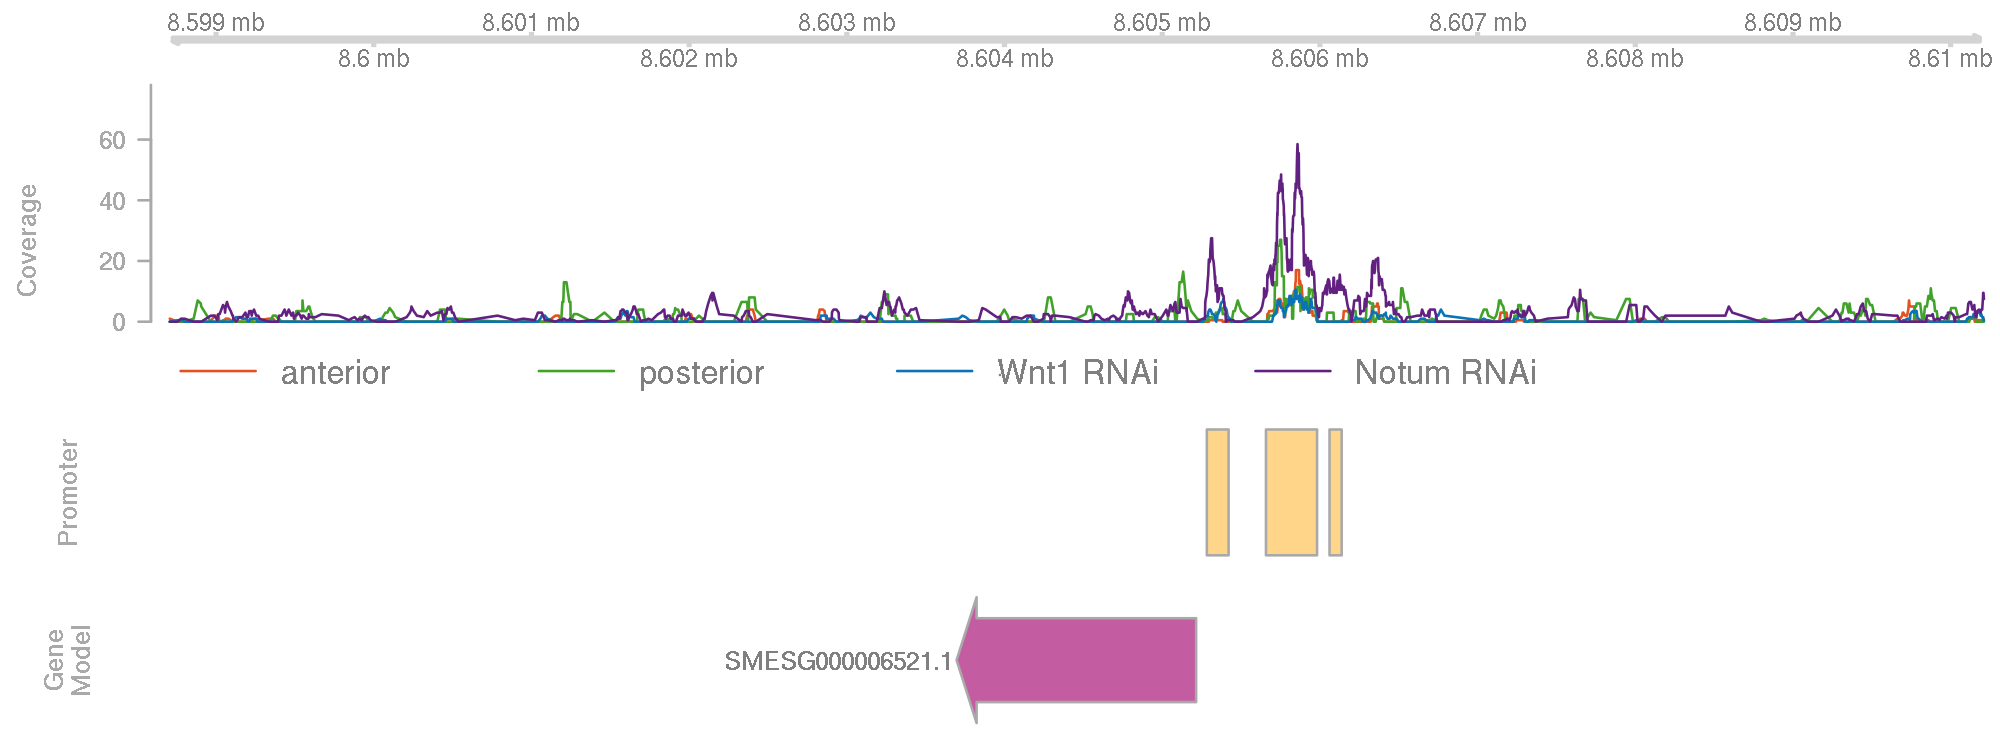 8.599 mb 8.601 mb 8.603 mb 8.605 mb 8.607 mb 8.609 mb
8.6 mb 8.602 mb 8.604 mb 8.606 mb 8.608 mb 8.61 mb
Coverage
60
40
20
0
anterior posterior Wnt1 RNAi Notum RNAi
Promoter
Gene
Model
SMESG000006521.1